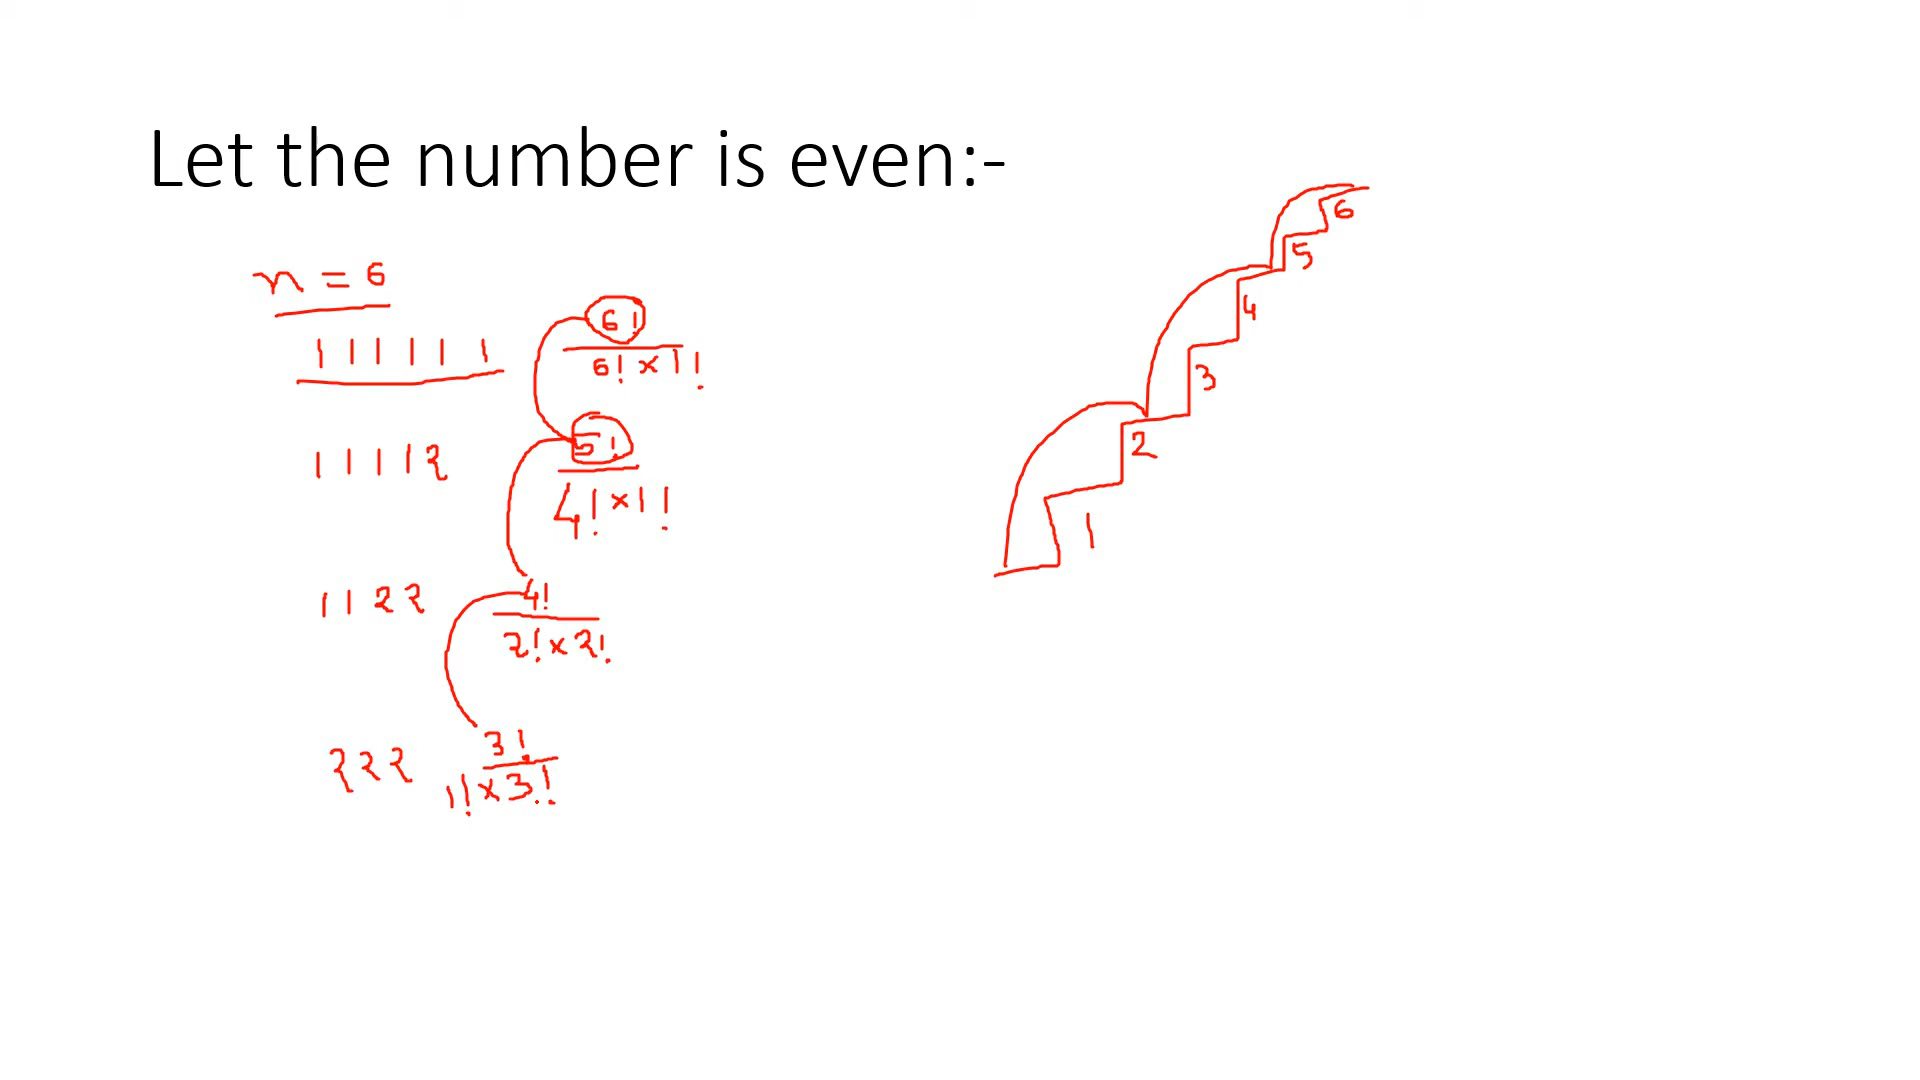 Let the number is even:-
n = 6
1 1 1 1 1 1
6!
6! x 1!
1 1 1 1 2
5!
4! x 1!
1 1 2 2
4!
2! x 2!
2 2 2
3!
1! x 3!
6
5
4
3
2
1